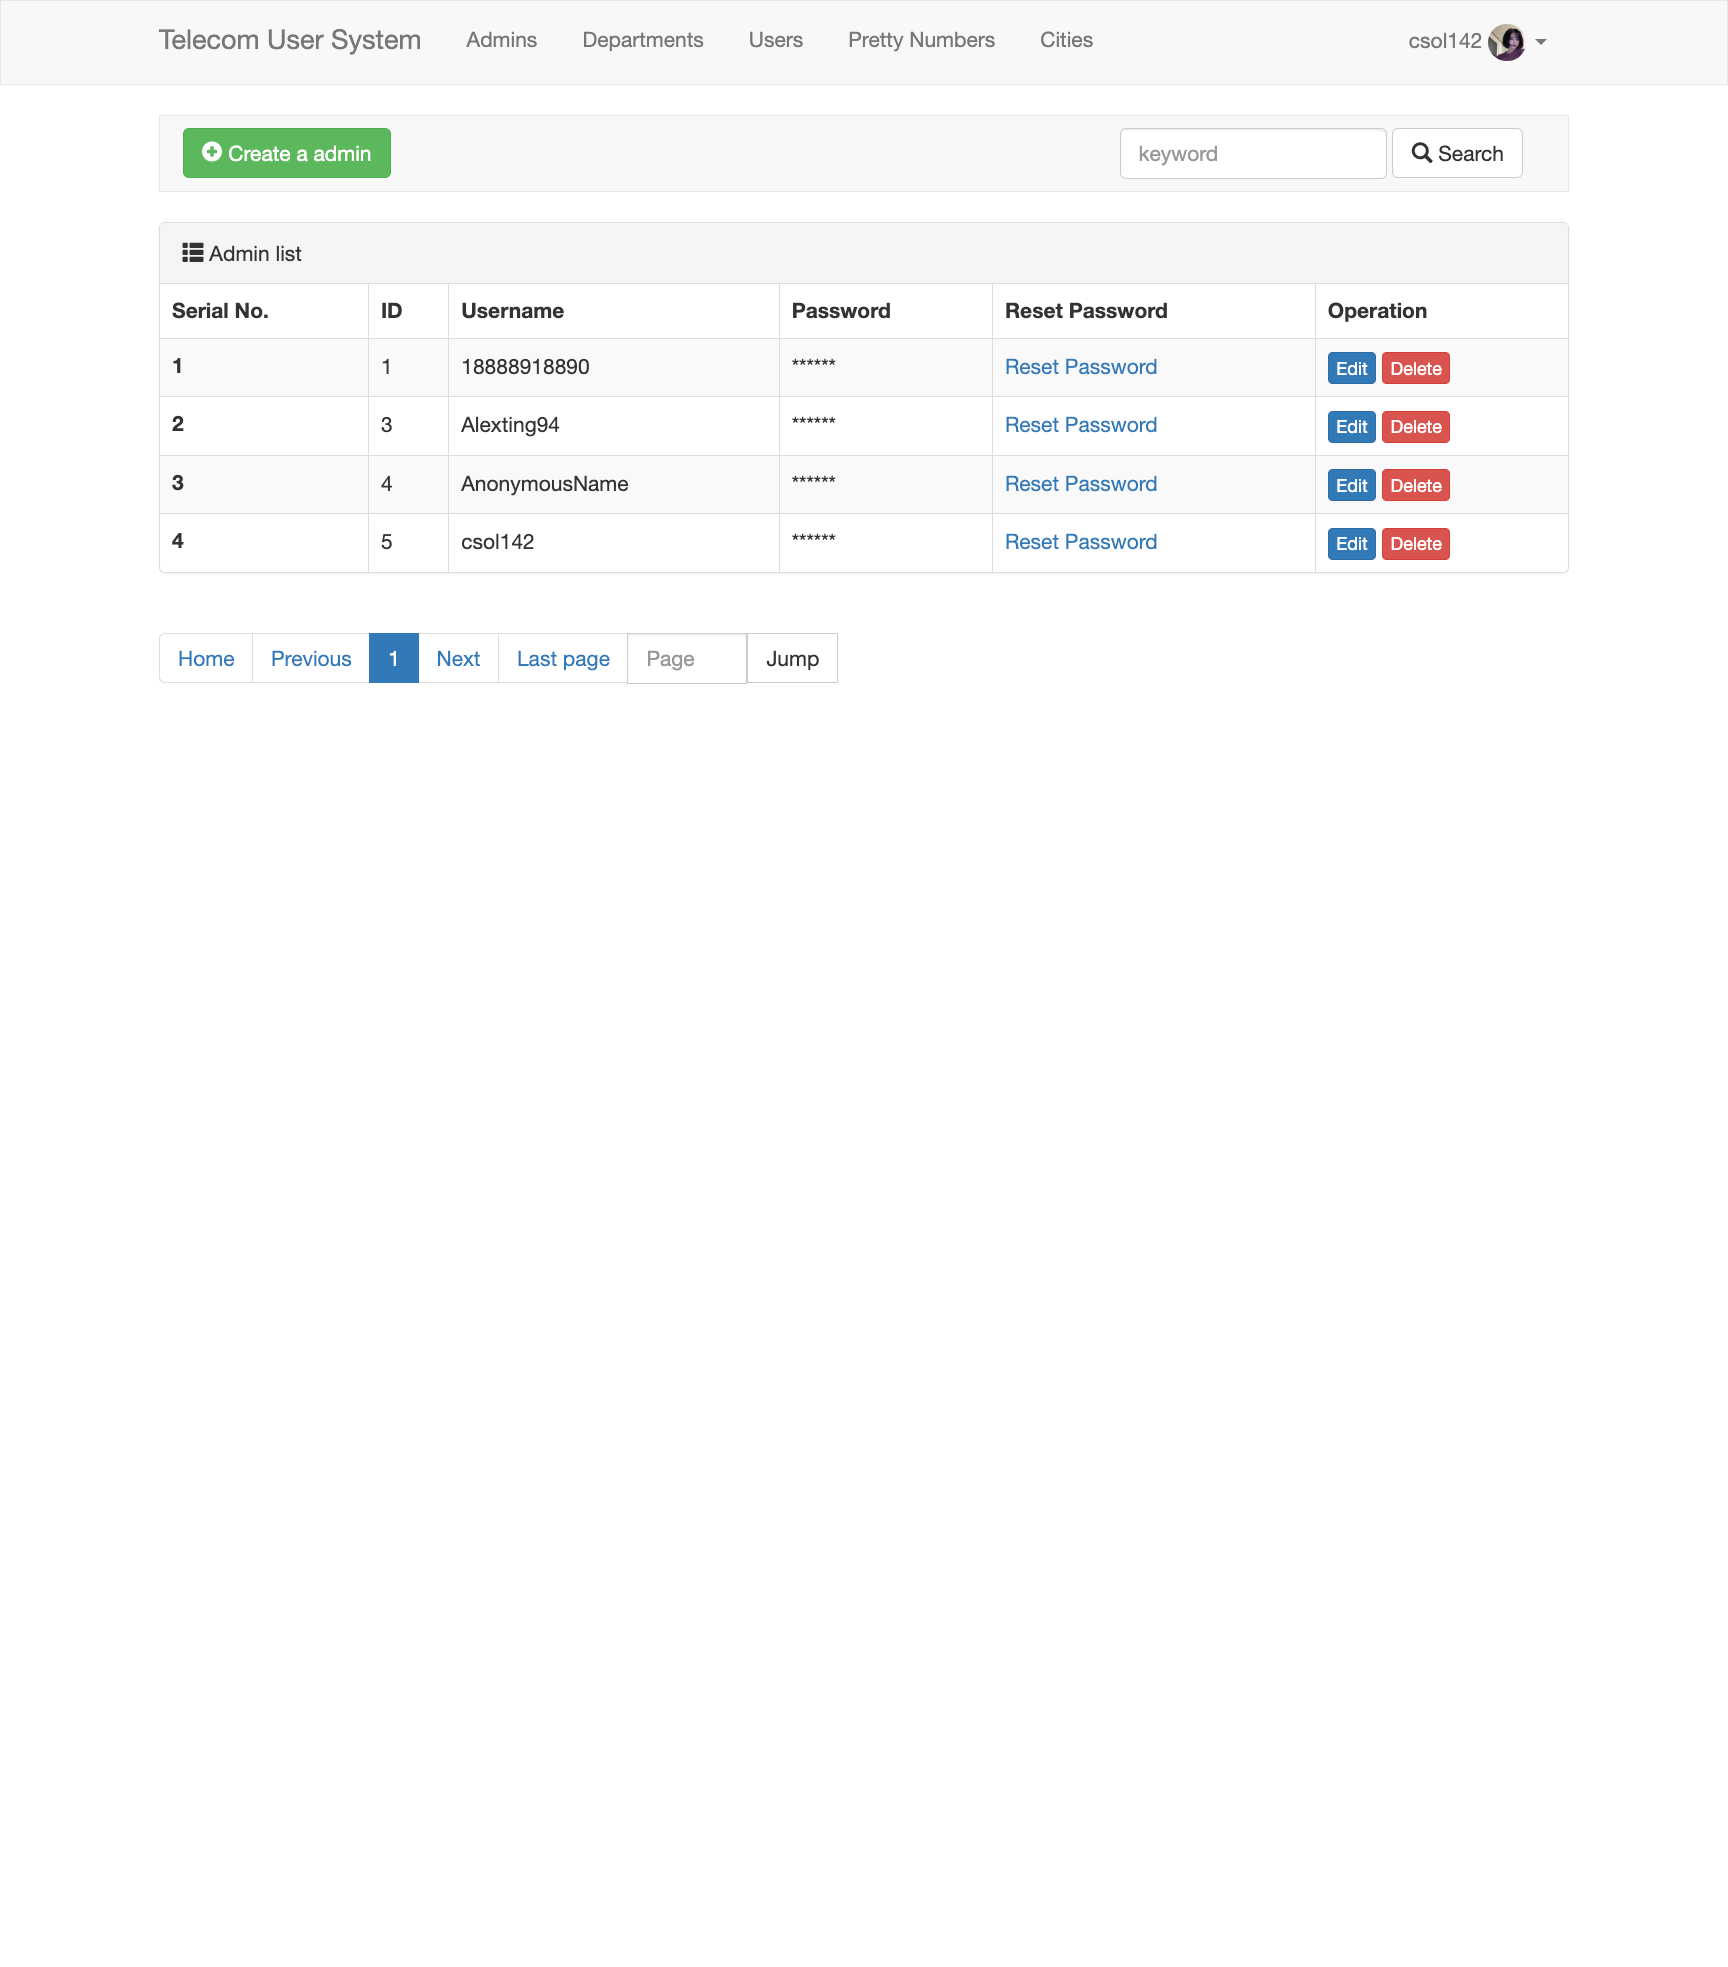 Telecom User System Admins Departments Users Pretty Numbers Cities csol142
Create a admin keyword Search
Admin list
Serial No. ID Username Password Reset Password Operation
1 1 18888918890 ****** Reset Password Edit Delete
2 3 Alexting94 ****** Reset Password Edit Delete
3 4 AnonymousName ****** Reset Password Edit Delete
4 5 csol142 ****** Reset Password Edit Delete
Home Previous 1 Next Last page Page Jump